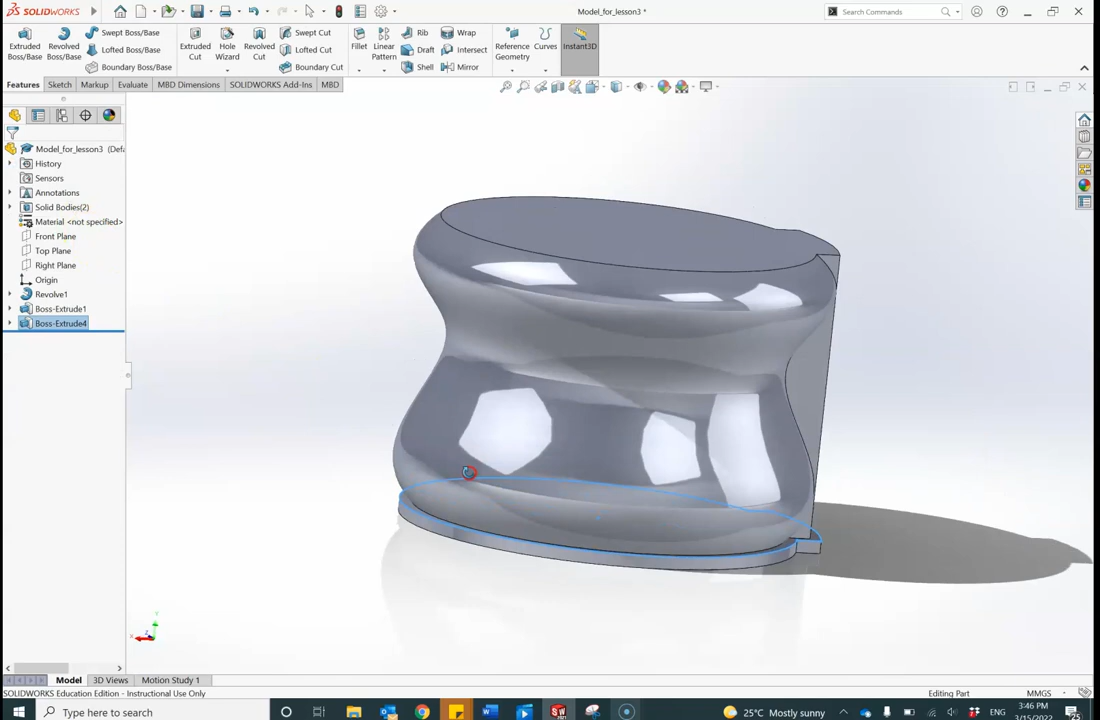 SOLIDWORKS
Model_for_lesson3 *
Search Commands
Extruded Boss/Base
Revolved Boss/Base
Swept Boss/Base
Lofted Boss/Base
Boundary Boss/Base
Extruded Cut
Hole Wizard
Revolved Cut
Swept Cut
Lofted Cut
Boundary Cut
Fillet
Linear Pattern
Rib
Draft
Shell
Wrap
Intersect
Mirror
Reference Geometry
Curves
Instant3D
Features
Sketch
Markup
Evaluate
MBD Dimensions
SOLIDWORKS Add-Ins
MBD
Model_for_lesson3 (Def
History
Sensors
Annotations
Solid Bodies(2)
Material <not specified>
Front Plane
Top Plane
Right Plane
Origin
Revolve1
Boss-Extrude1
Boss-Extrude4
Model
3D Views
Motion Study 1
SOLIDWORKS Education Edition - Instructional Use Only
Editing Part
MMGS
Type here to search
25°C Mostly sunny
ENG
3:46 PM
3/15/2022
25